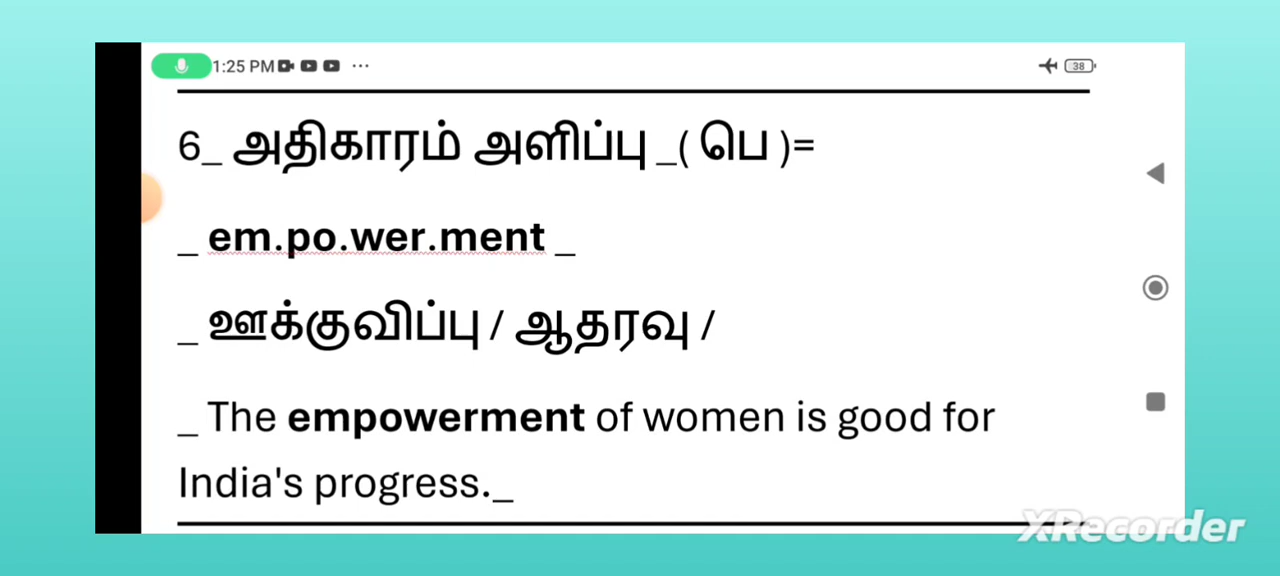 1:25 PM ... 38
6_ அதிகாரம் அளிப்பு _( பெ )=
_ em.po.wer.ment _
_ ஊக்குவிப்பு / ஆதரவு /
_ The empowerment of women is good for
India's progress._
XRecorder